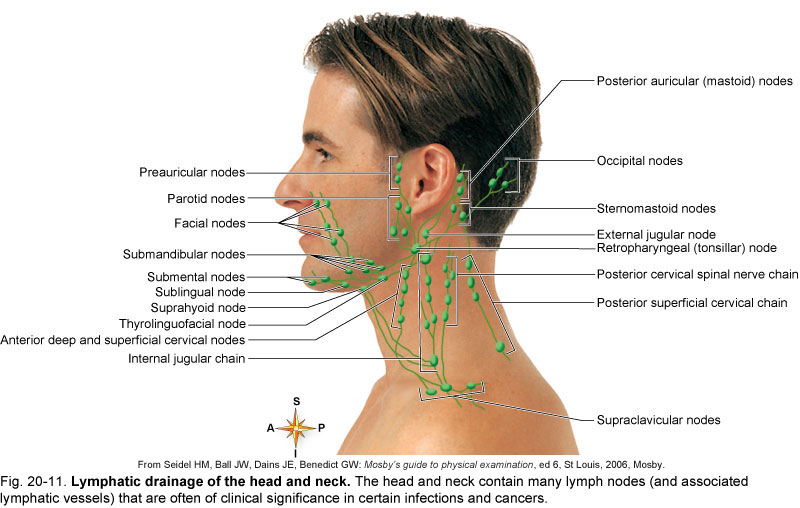 Posterior auricular (mastoid) nodes
Preauricular nodes
Occipital nodes
Parotid nodes
Sternomastoid nodes
Facial nodes
External jugular node
Retropharyngeal (tonsillar) node
Submandibular nodes
Posterior cervical spinal nerve chain
Submental nodes
Sublingual node
Posterior superficial cervical chain
Suprahyoid node
Thyrolinguofacial node
Anterior deep and superficial cervical nodes
Internal jugular chain
Supraclavicular nodes
S
A P
I
From Seidel HM, Ball JW, Dains JE, Benedict GW: Mosby's guide to physical examination, ed 6, St Louis, 2006, Mosby.
Fig. 20-11. Lymphatic drainage of the head and neck. The head and neck contain many lymph nodes (and associated
lymphatic vessels) that are often of clinical significance in certain infections and cancers.